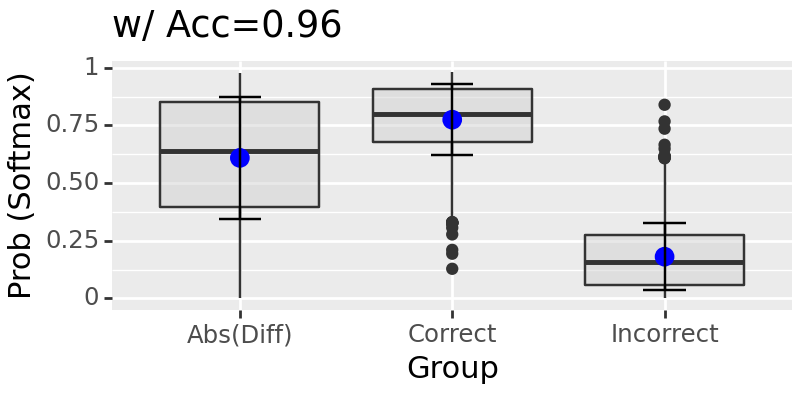 w/ Acc=0.96
Prob (Softmax)
1
0.75
0.50
0.25
0
Abs(Diff) Correct Incorrect
Group